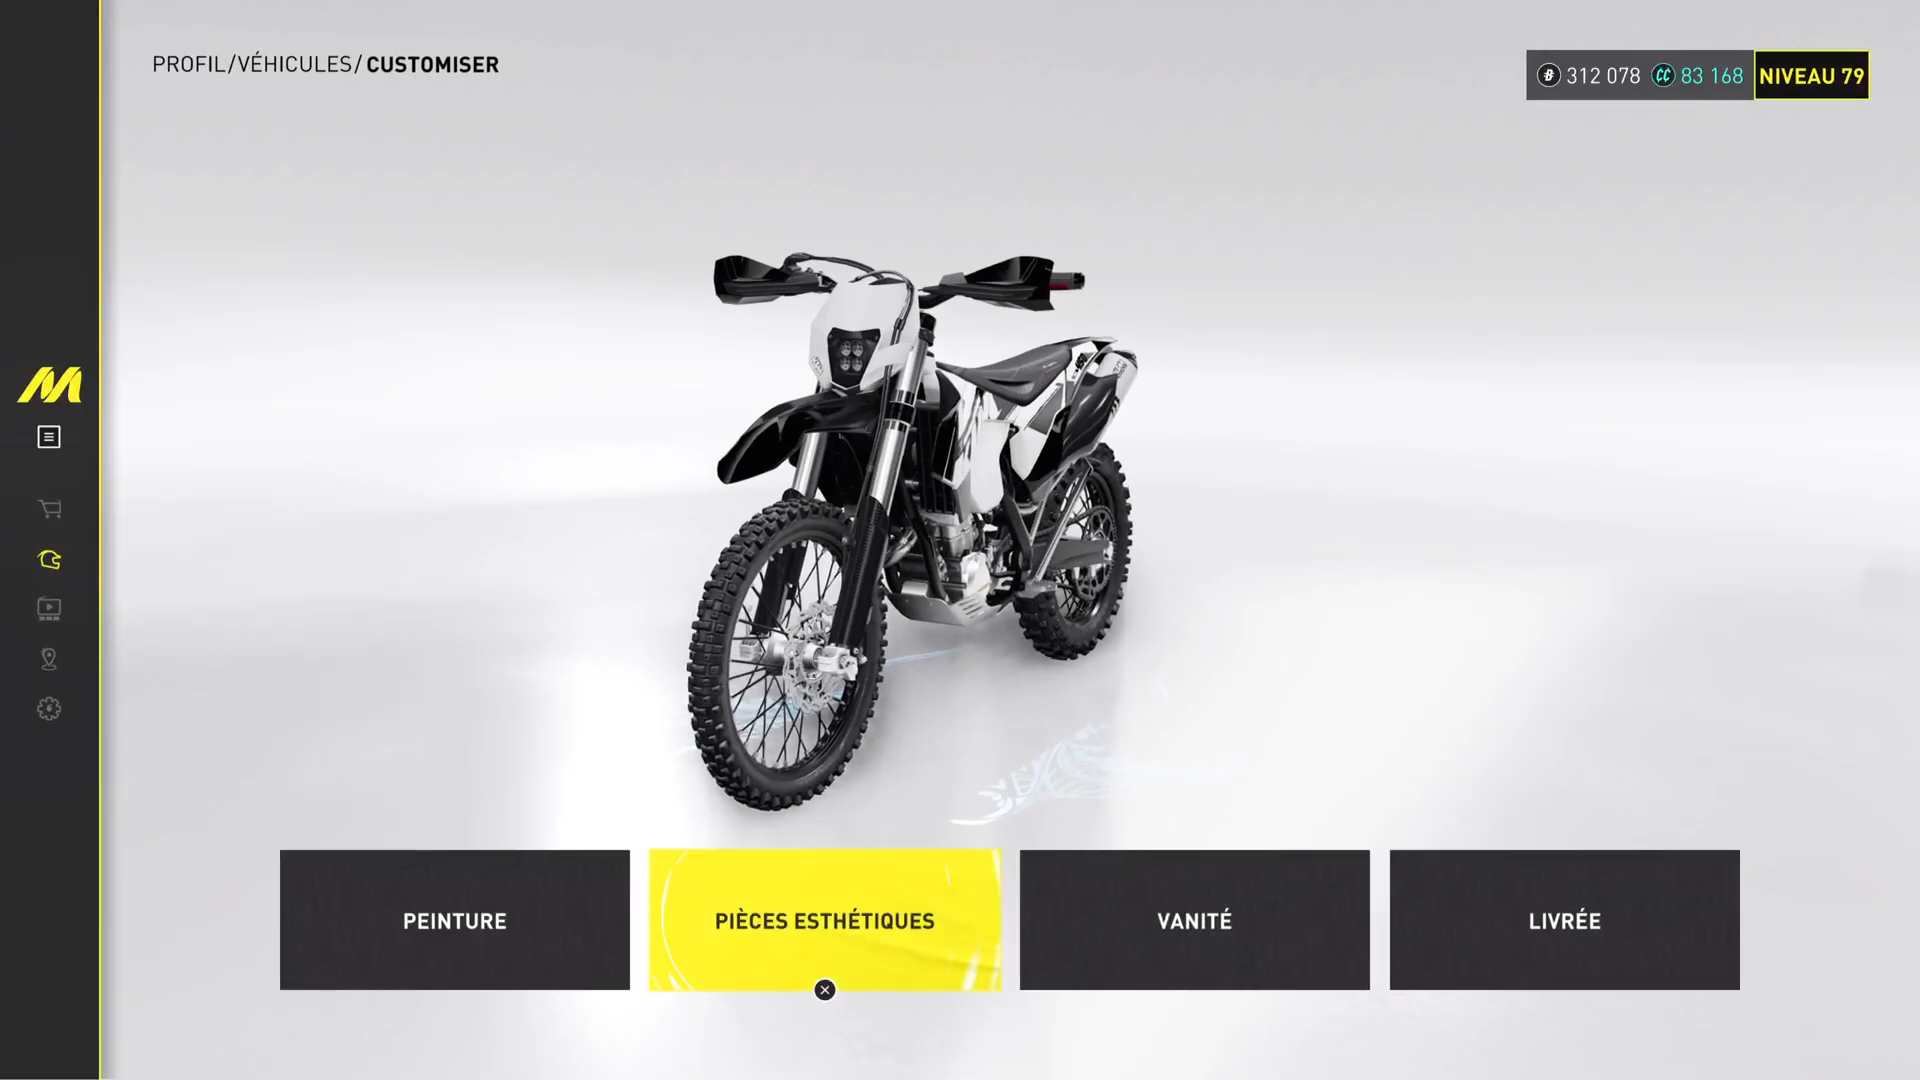 PROFIL/VÉHICULES/CUSTOMISER
312 078 83 168 NIVEAU 79
PEINTURE
PIÈCES ESTHÉTIQUES
VANITÉ
LIVRÉE